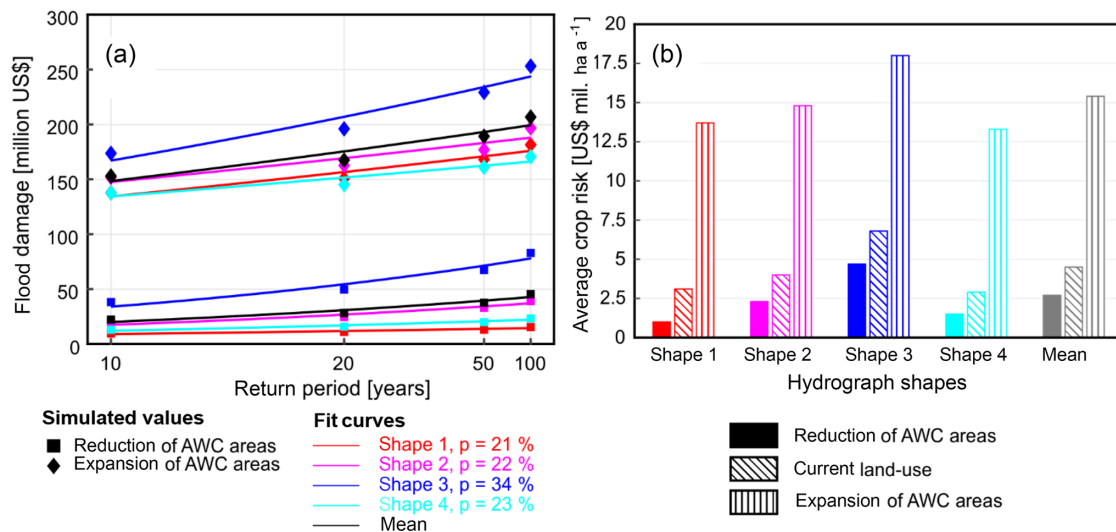 (a)
Flood damage [million US$]
300
250
200
150
100
50
0
10
20
50
100
Return period [years]
Simulated values
Reduction of AWC areas
Expansion of AWC areas
Fit curves
Shape 1, p = 21 %
Shape 2, p = 22 %
Shape 3, p = 34 %
Shape 4, p = 23 %
Mean
(b)
Average crop risk [US$ mil. ha a⁻¹]
20
17.5
15
12.5
10
7.5
5
2.5
0
Shape 1
Shape 2
Shape 3
Shape 4
Mean
Hydrograph shapes
Reduction of AWC areas
Current land-use
Expansion of AWC areas